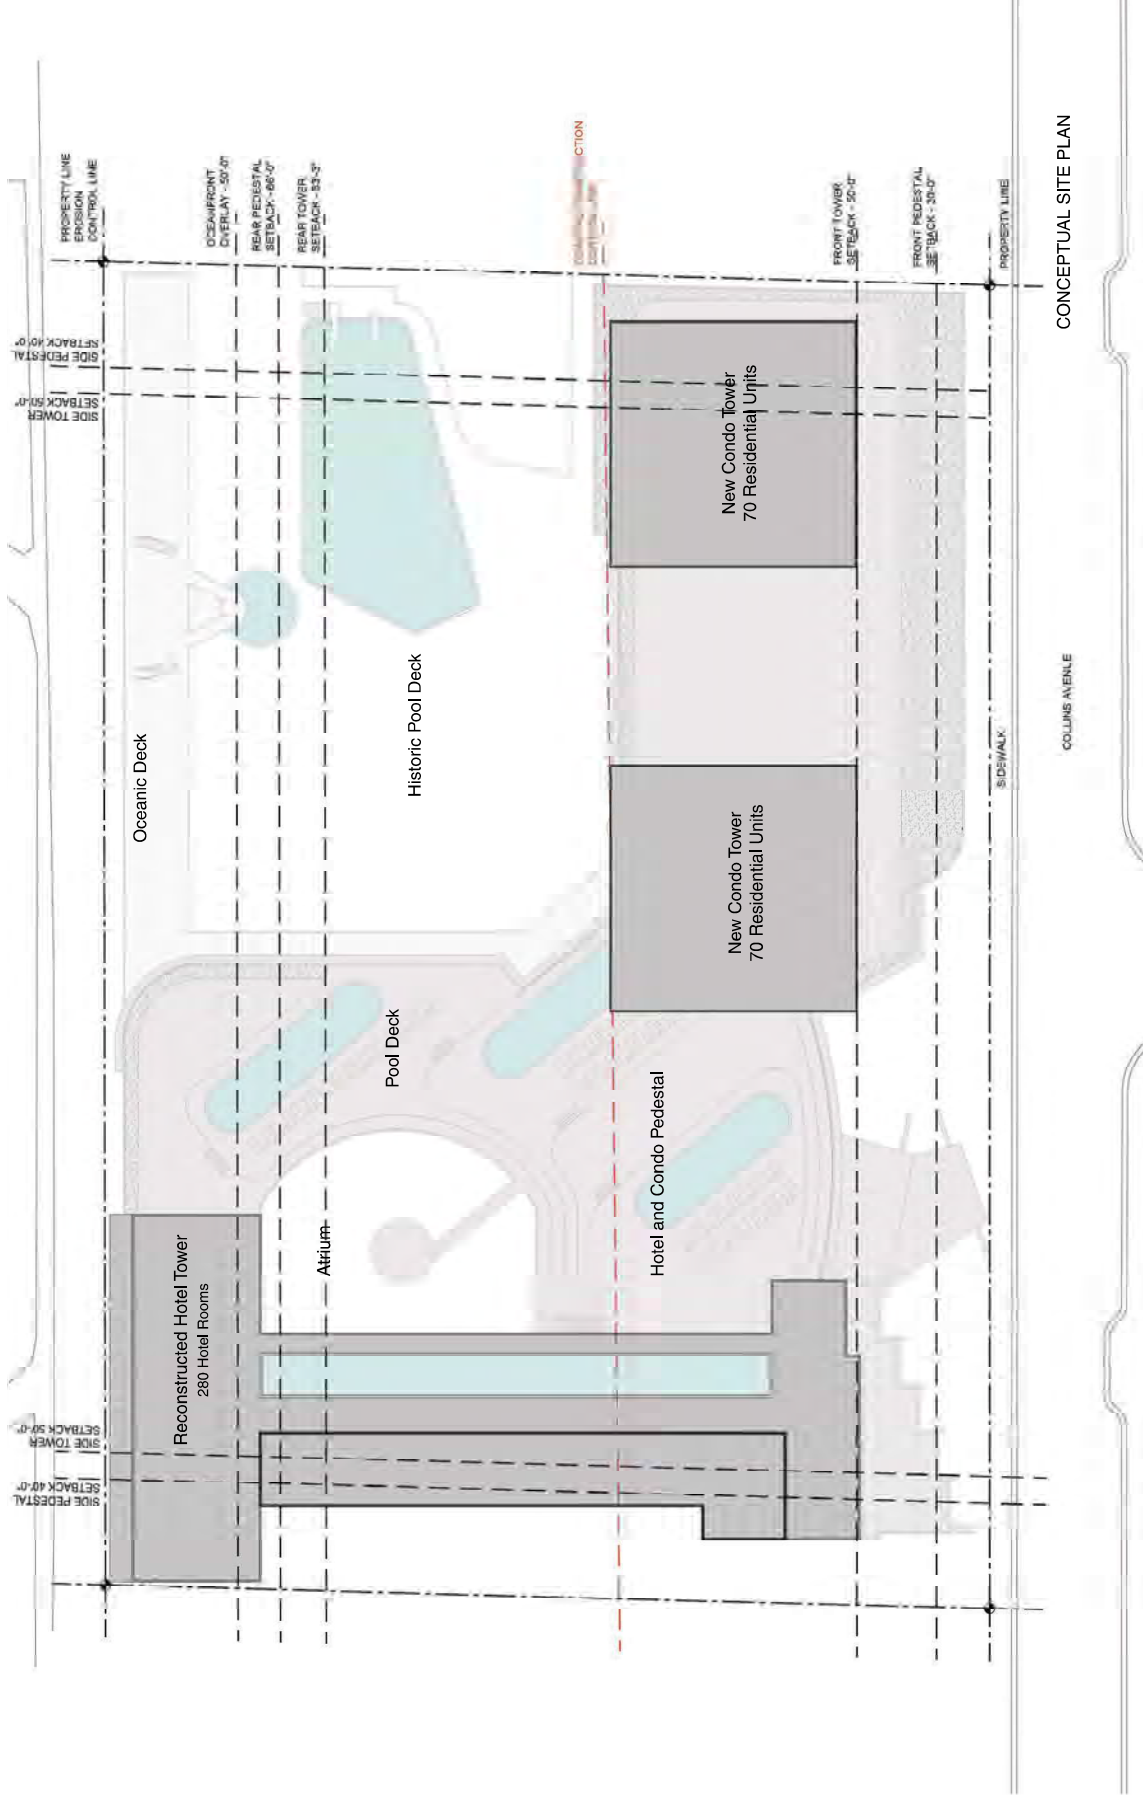 PROPERTY LINE
EROSION
CONTROL LINE
OCEANFRONT
OVERLAY - 50'-0"
REAR PEDESTAL
SETBACK - 66'-0"
REAR TOWER
SETBACK - 83'-3"
CTION
FRONT TOWER
SETBACK - 50'-0"
FRONT PEDESTAL
SETBACK - 30'-0"
PROPERTY LINE
CONCEPTUAL SITE PLAN
SIDE PEDESTAL
SETBACK 40'-0"
SIDE TOWER
SETBACK 50'-0"
New Condo Tower
70 Residential Units
Oceanic Deck
Historic Pool Deck
New Condo Tower
70 Residential Units
SIDEWALK
COLLINS AVENUE
Pool Deck
Hotel and Condo Pedestal
Atrium
Reconstructed Hotel Tower
280 Hotel Rooms
SIDE TOWER
SETBACK 50'-0"
SIDE PEDESTAL
SETBACK 40'-0"